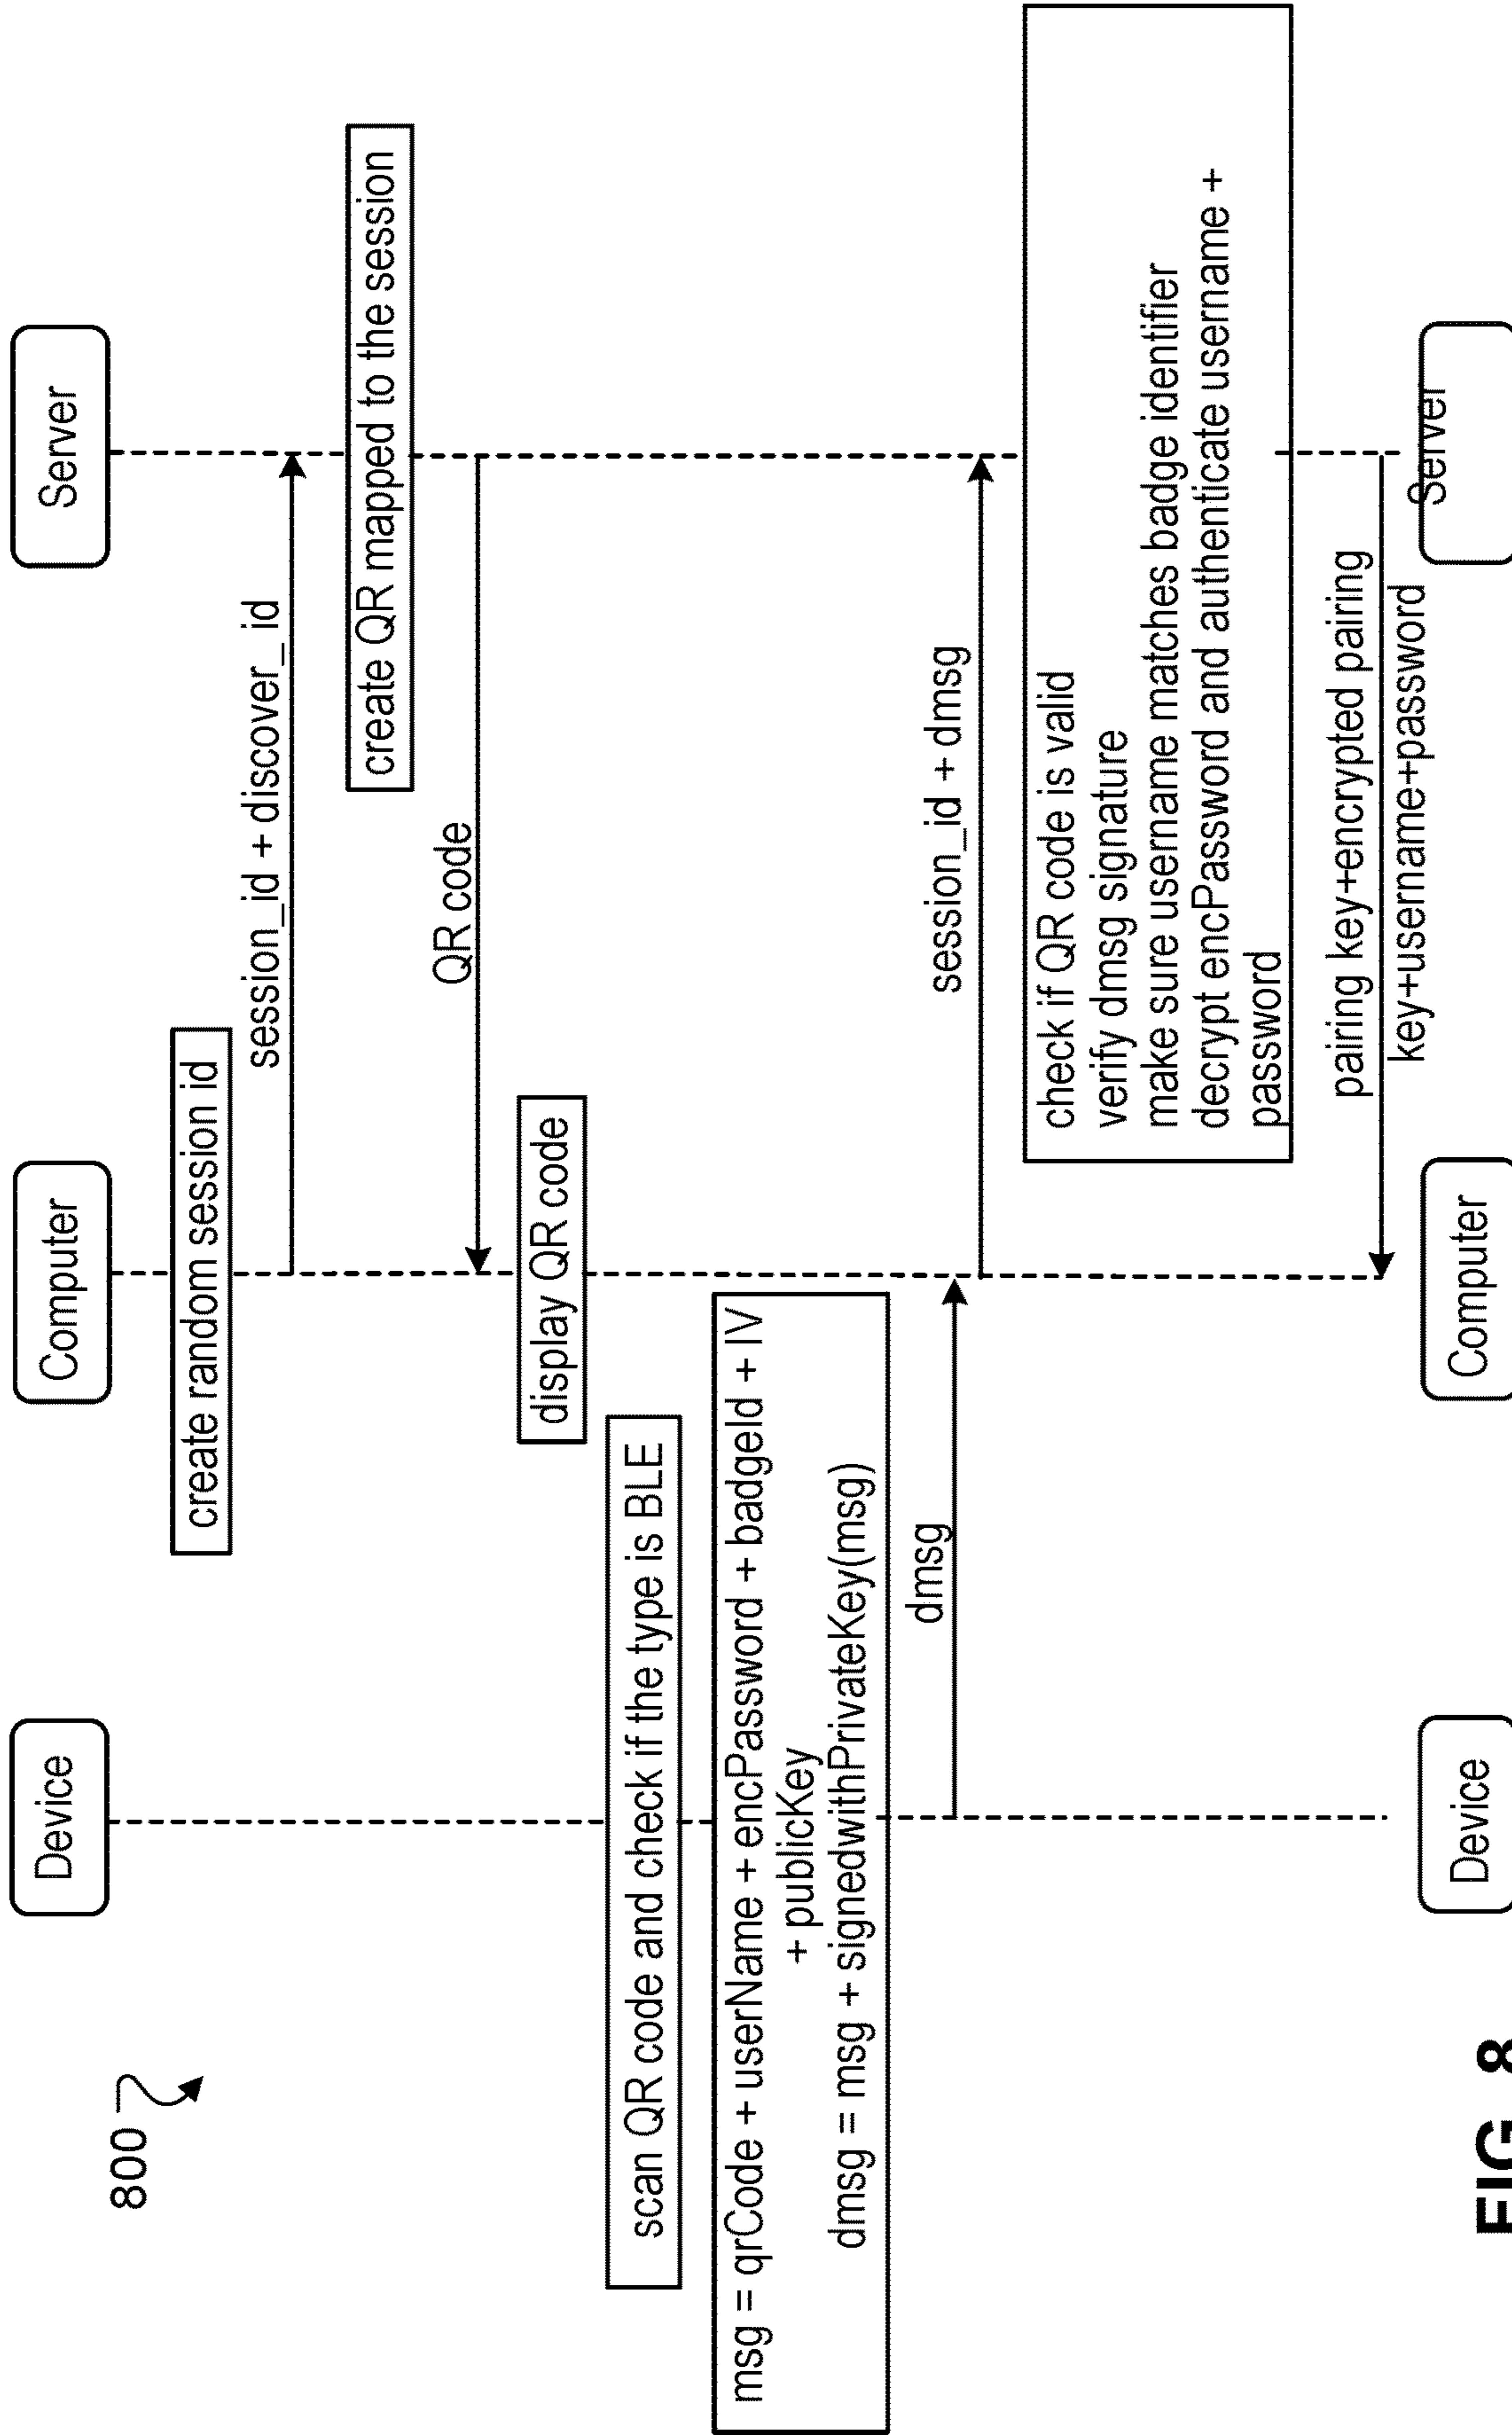 800
Device
Computer
Server
create random session id
session_id + discover_id
create QR mapped to the session
QR code
display QR code
scan QR code and check if the type is BLE
msg = qrCode + userName + encPassword + badgeId + IV
+ publicKey
dmsg = msg + signedwithPrivateKey(msg)
dmsg
session_id + dmsg
check if QR code is valid
verify dmsg signature
make sure username matches badge identifier
decrypt encPassword and authenticate username +
password
pairing key+encrypted pairing
key+username+password
Device
Computer
Server
FIG. 8